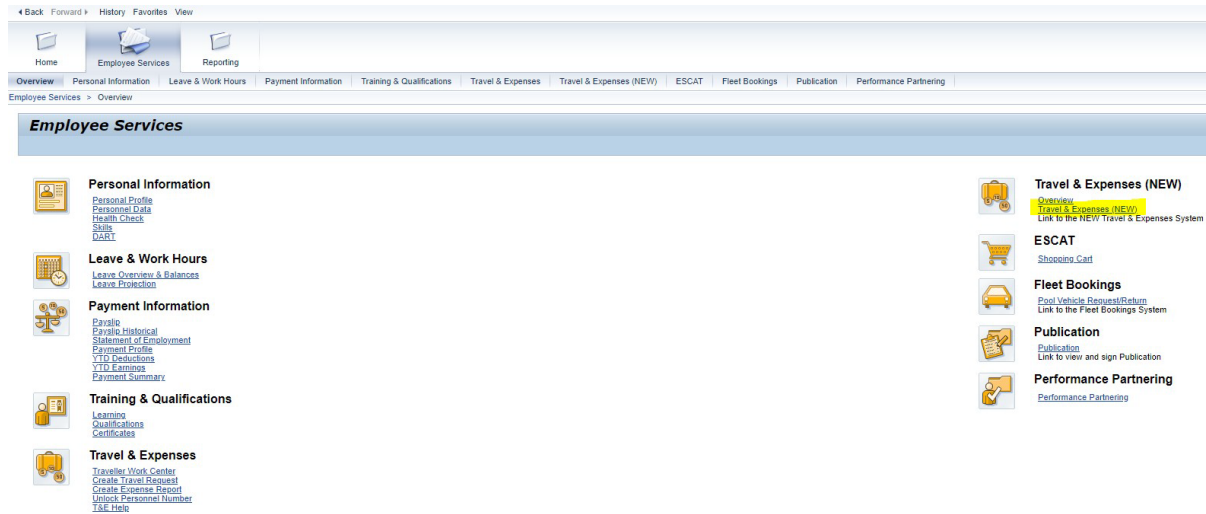 Back Forward History Favorites View
Home Employee Services Reporting
Overview Personal Information Leave & Work Hours Payment Information Training & Qualifications Travel & Expenses Travel & Expenses (NEW) ESCAT Fleet Bookings Publication Performance Partnering
Employee Services > Overview
Employee Services
Personal Information
Personal Profile
Personnel Data
Health Check
Skills
DART
Leave & Work Hours
Leave Overview & Balances
Leave Projection
Payment Information
Payslip
Payslip Historical
Statement of Employment
Payment Profile
YTD Deductions
YTD Earnings
Payment Summary
Training & Qualifications
Learning
Qualifications
Certificates
Travel & Expenses
Traveller Work Center
Create Travel Request
Create Expense Report
Unlock Personnel Number
T&E Help
Travel & Expenses (NEW)
Overview
Travel & Expenses (NEW)
Link to the NEW Travel & Expenses System
ESCAT
Shopping Cart
Fleet Bookings
Pool Vehicle Request/Return
Link to the Fleet Bookings System
Publication
Publication
Link to view and sign Publication
Performance Partnering
Performance Partnering